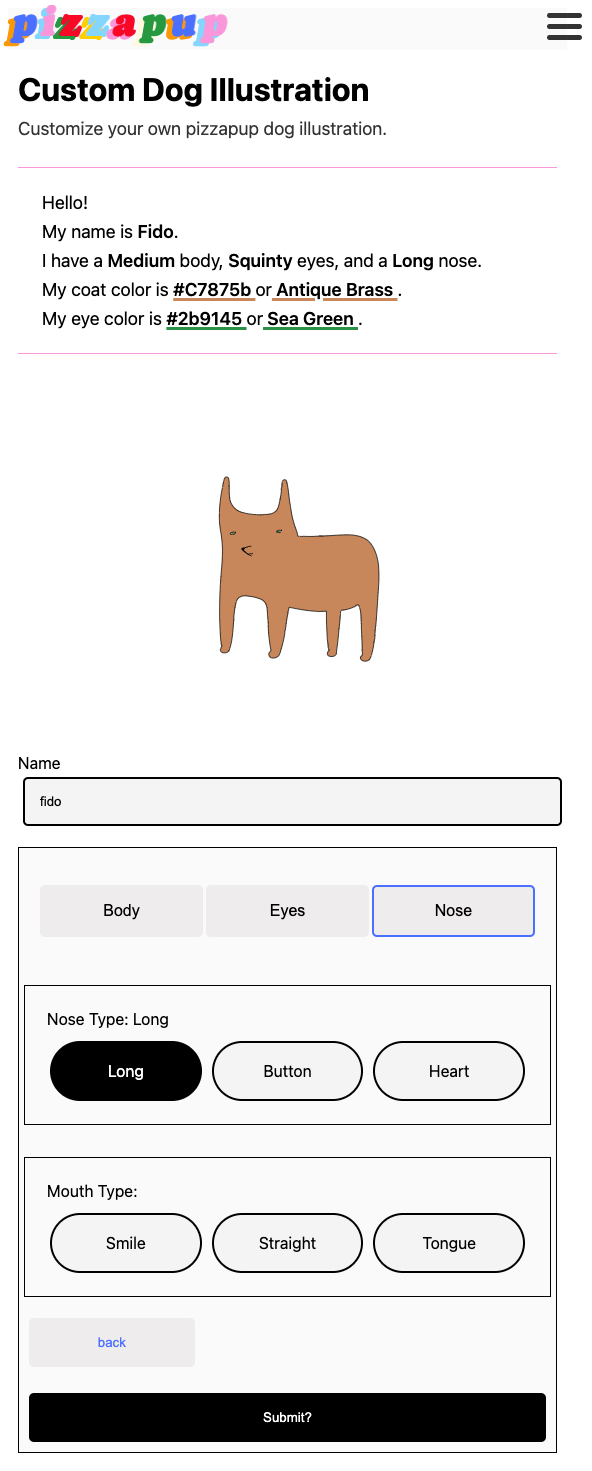 pizzapup
Custom Dog Illustration
Customize your own pizzapup dog illustration.
Hello!
My name is Fido.
I have a Medium body, Squinty eyes, and a Long nose.
My coat color is #C7875b or Antique Brass .
My eye color is #2b9145 or Sea Green .
Name
fido
Body Eyes Nose
Nose Type: Long
Long Button Heart
Mouth Type:
Smile Straight Tongue
back
Submit?